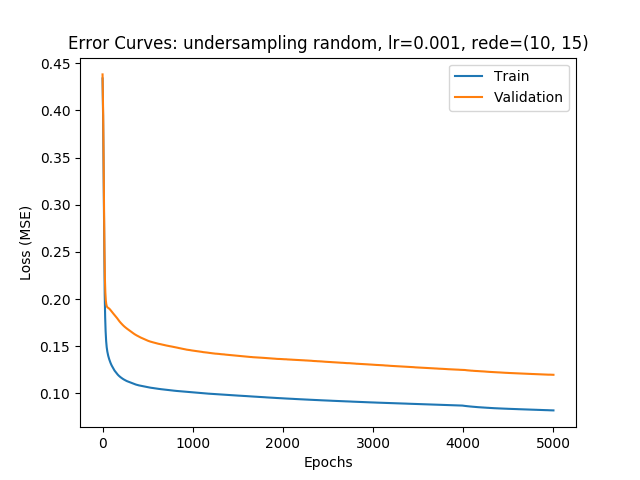 Error Curves: undersampling random, lr=0.001, rede=(10, 15)
Train
Validation
Loss (MSE)
0.45
0.40
0.35
0.30
0.25
0.20
0.15
0.10
0 1000 2000 3000 4000 5000
Epochs